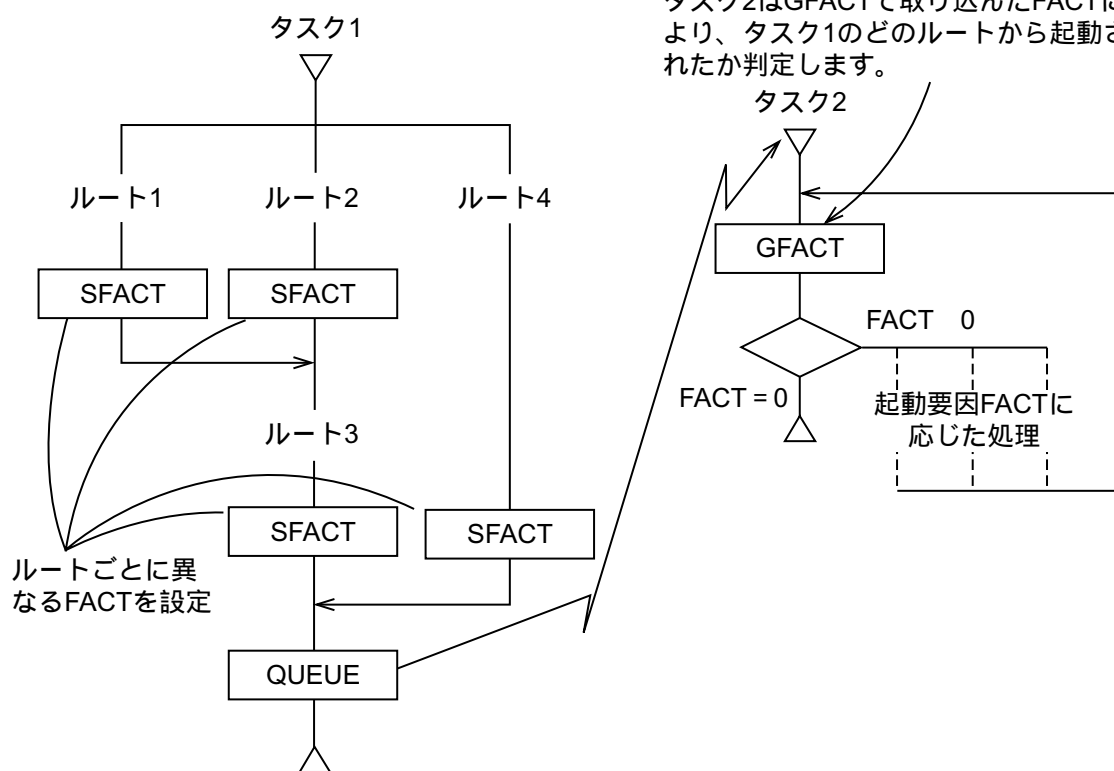 タスク2はGFACTで取り込んだFACTに
より、タスク1のどのルートから起動さ
れたか判定します。
タスク1
タスク2
ルート1
ルート2
ルート4
GFACT
SFACT
SFACT
FACT 0
FACT = 0
起動要因FACTに
応じた処理
ルート3
SFACT
SFACT
ルートごとに異
なるFACTを設定
QUEUE